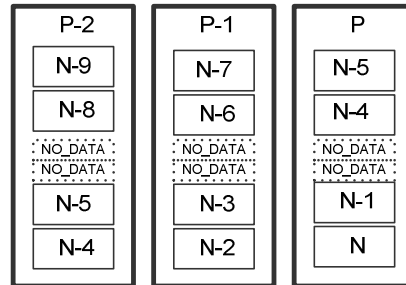 P-2
N-9
N-8
NO_DATA
NO_DATA
N-5
N-4
P-1
N-7
N-6
NO_DATA
NO_DATA
N-3
N-2
P
N-5
N-4
NO_DATA
NO_DATA
N-1
N